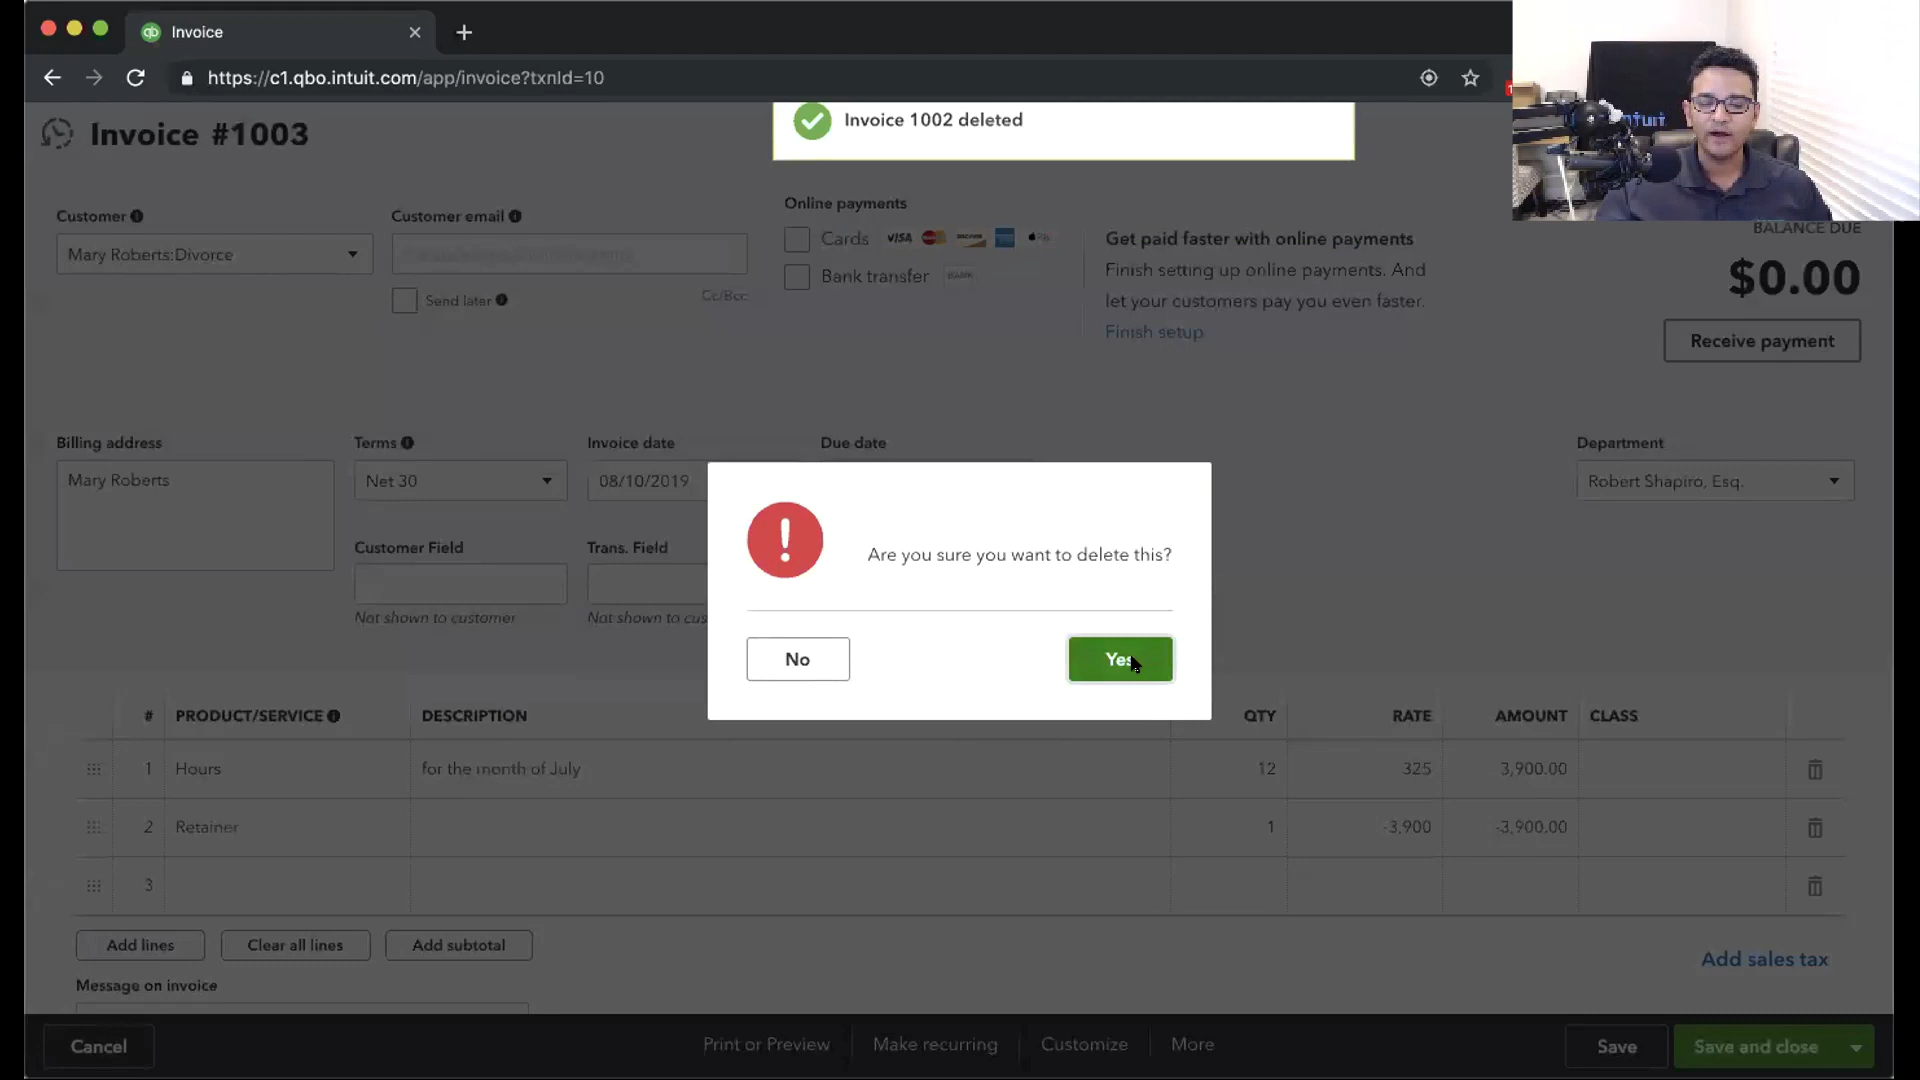 Invoice
https://c1.qbo.intuit.com/app/invoice?txnId=10
Invoice #1003
Invoice 1002 deleted
Customer
Mary Roberts:Divorce
Customer email
Send later
Cc/Bcc
Online payments
Cards VISA
Bank transfer BANK
Get paid faster with online payments
Finish setting up online payments. And
let your customers pay you even faster.
Finish setup
BALANCE DUE
$0.00
Receive payment
Billing address
Mary Roberts
Terms
Net 30
Invoice date
08/10/2019
Due date
Department
Robert Shapiro, Esq.
Customer Field
Not shown to customer
Trans. Field
Not shown to cus
Are you sure you want to delete this?
No
Yes
# PRODUCT/SERVICE DESCRIPTION QTY RATE AMOUNT CLASS
1 Hours for the month of July 12 325 3,900.00
2 Retainer 1 -3,900 -3,900.00
3
Add lines
Clear all lines
Add subtotal
Add sales tax
Message on invoice
Cancel
Print or Preview
Make recurring
Customize
More
Save
Save and close